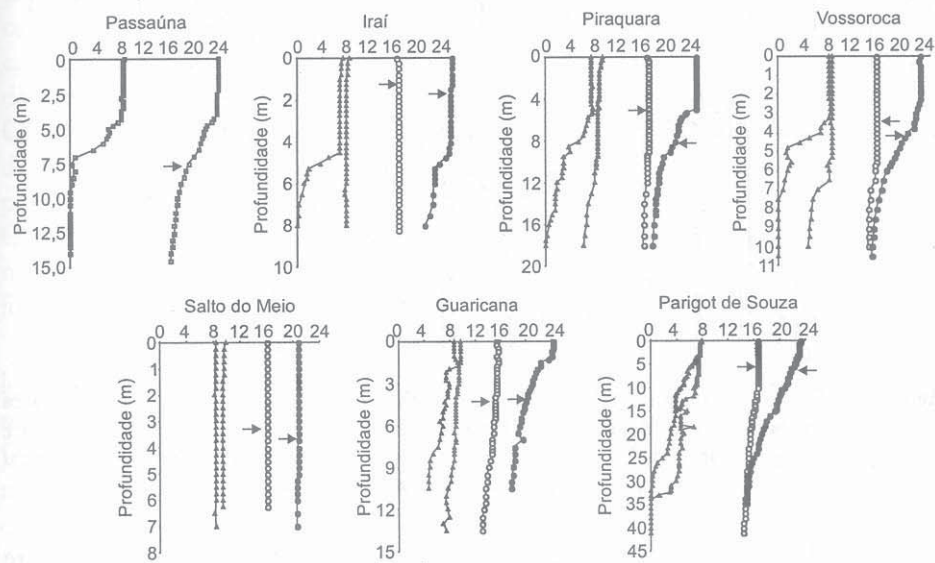 Passaúna
0 4 8 12 16 20 24
Profundidade (m)
0
2,5
5,0
7,5
10,0
12,5
15,0
Iraí
0 4 8 12 16 20 24
Profundidade (m)
0
2
4
6
8
10
Piraquara
0 4 8 12 16 20 24
Profundidade (m)
0
4
8
12
16
20
Vossoroca
0 4 8 12 16 20 24
Profundidade (m)
0
1
2
3
4
5
6
7
8
9
10
11
Salto do Meio
0 4 8 12 16 20 24
Profundidade (m)
0
1
2
3
4
5
6
7
8
Guaricana
0 4 8 12 16 20 24
Profundidade (m)
0
3
6
9
12
15
Parigot de Souza
0 4 8 12 16 20 24
Profundidade (m)
0
5
10
15
20
25
30
35
40
45